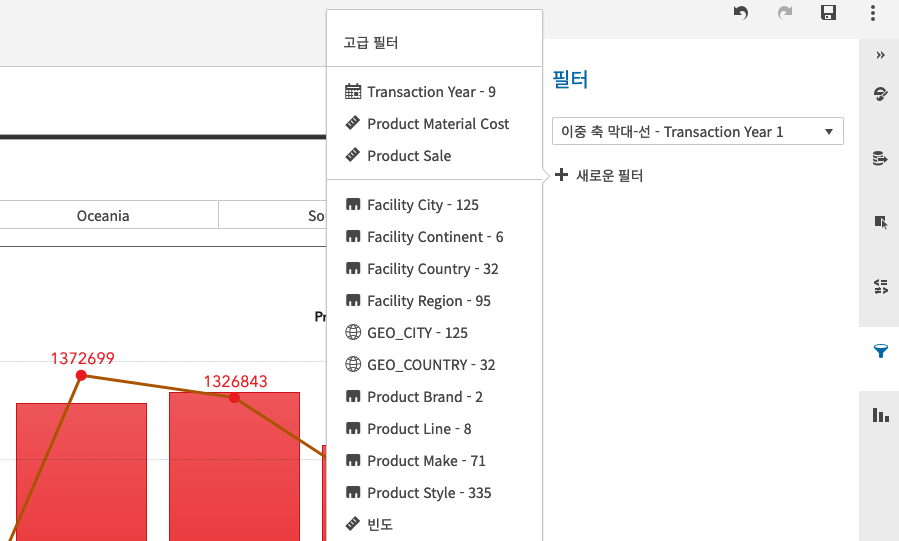 고급 필터
Transaction Year - 9
Product Material Cost
Product Sale
Facility City - 125
Facility Continent - 6
Facility Country - 32
Facility Region - 95
GEO_CITY - 125
GEO_COUNTRY - 32
Product Brand - 2
Product Line - 8
Product Make - 71
Product Style - 335
빈도
필터
이중 축 막대-선 - Transaction Year 1
새로운 필터
Oceania
So
Pr
1372699
1326843